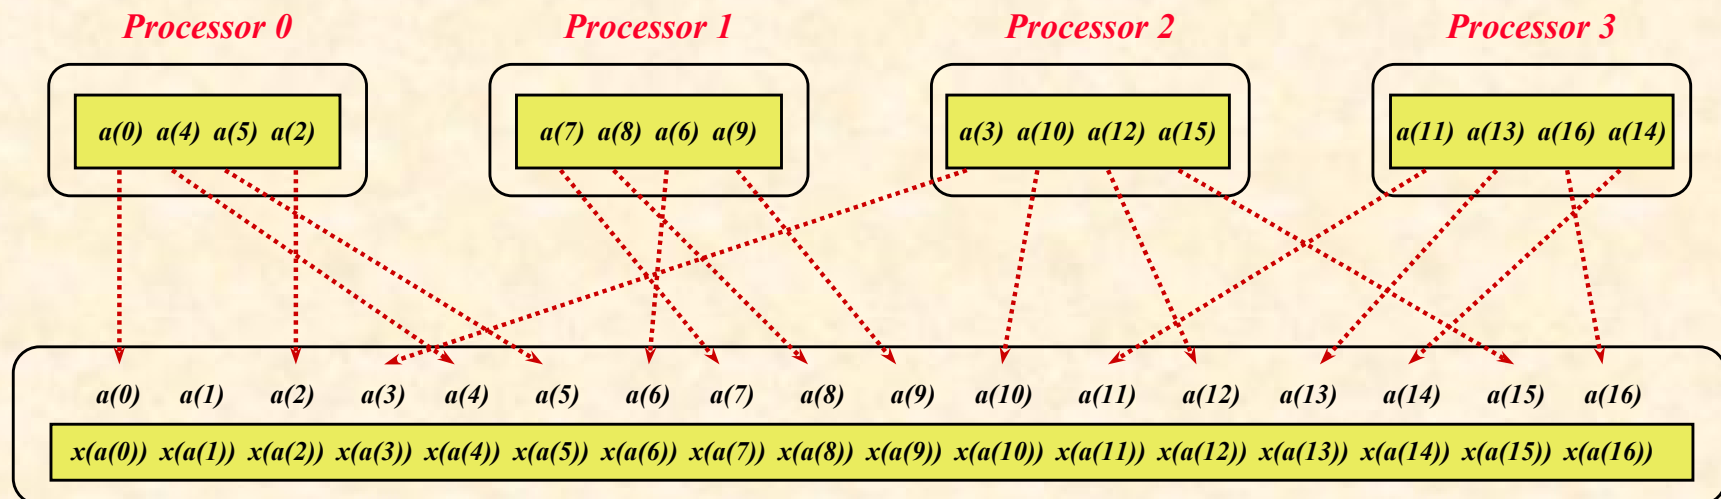 Processor 0 Processor 1 Processor 2 Processor 3
a(0) a(4) a(5) a(2) a(7) a(8) a(6) a(9) a(3) a(10) a(12) a(15) a(11) a(13) a(16) a(14)
a(0) a(1) a(2) a(3) a(4) a(5) a(6) a(7) a(8) a(9) a(10) a(11) a(12) a(13) a(14) a(15) a(16)
x(a(0)) x(a(1)) x(a(2)) x(a(3)) x(a(4)) x(a(5)) x(a(6)) x(a(7)) x(a(8)) x(a(9)) x(a(10)) x(a(11)) x(a(12)) x(a(13)) x(a(14)) x(a(15)) x(a(16))